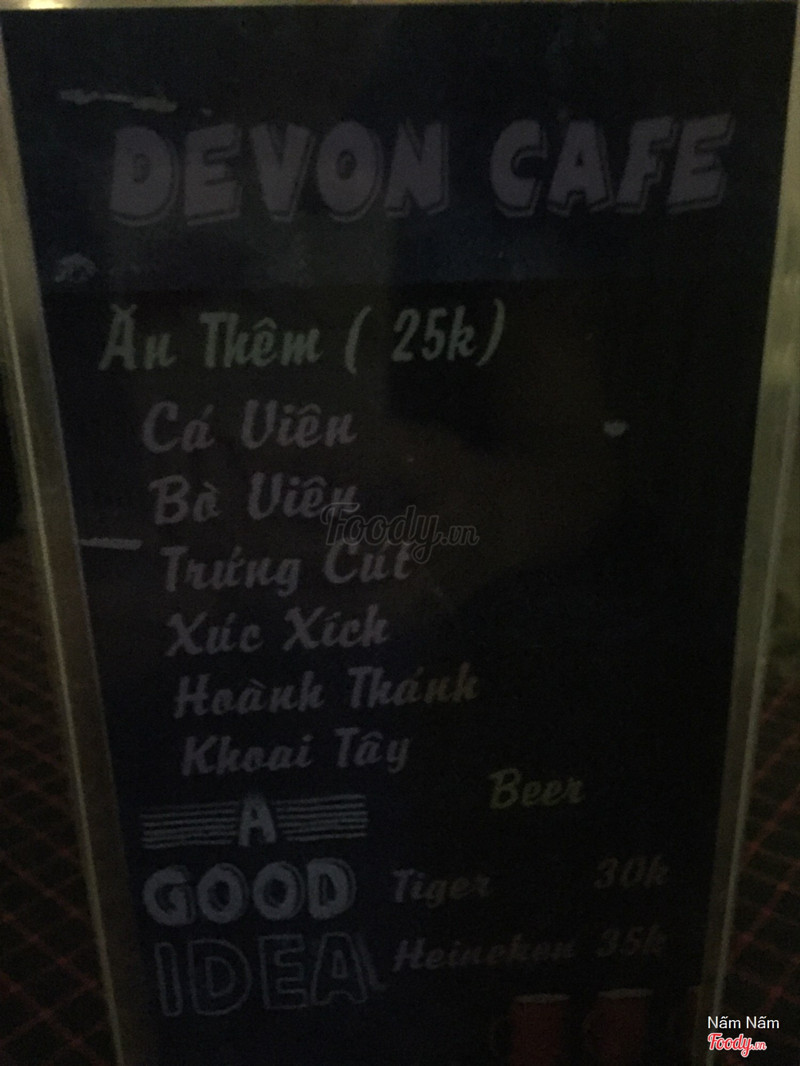 DEVON CAFE
Ăn Thêm ( 25k)
Cá Viên
Bò Viên
Foody.vn
Trứng Cút
Xúc Xích
Hoành Thánh
Khoai Tây
Beer
A
GOOD
IDEA
Tiger 30k
Heineken 35k
Nấm Nấm
Foody.vn